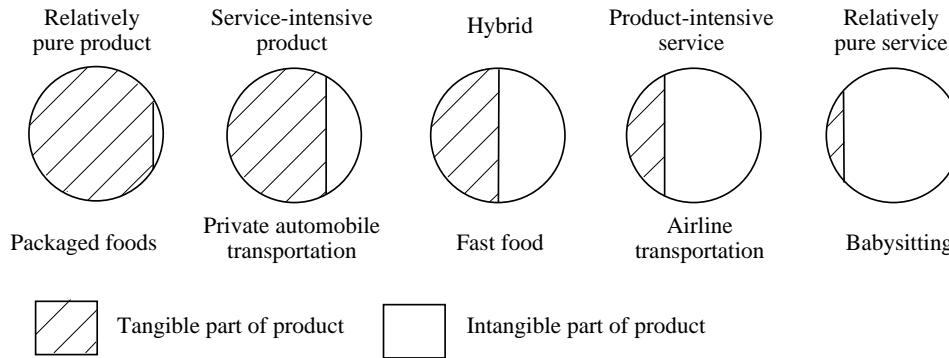 Relatively
pure product
Service-intensive
product
Hybrid
Product-intensive
service
Relatively
pure service
Packaged foods
Private automobile
transportation
Fast food
Airline
transportation
Babysitting
Tangible part of product
Intangible part of product